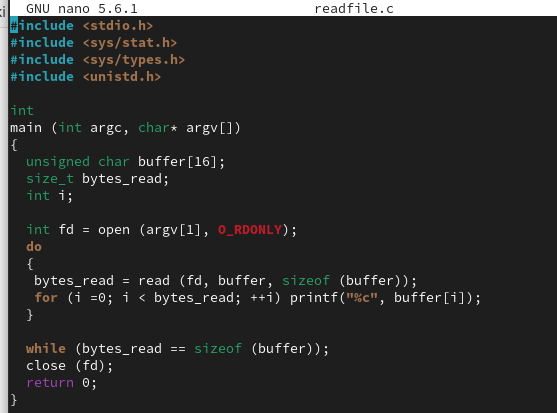 ki
GNU nano 5.6.1 readfile.c
#include <stdio.h>
#include <sys/stat.h>
#include <sys/types.h>
#include <unistd.h>
int
main (int argc, char* argv[])
{
unsigned char buffer[16];
size_t bytes_read;
int i;
int fd = open (argv[1], O_RDONLY);
do
{
bytes_read = read (fd, buffer, sizeof (buffer));
for (i =0; i < bytes_read; ++i) printf("%c", buffer[i]);
}
while (bytes_read == sizeof (buffer));
close (fd);
return 0;
}